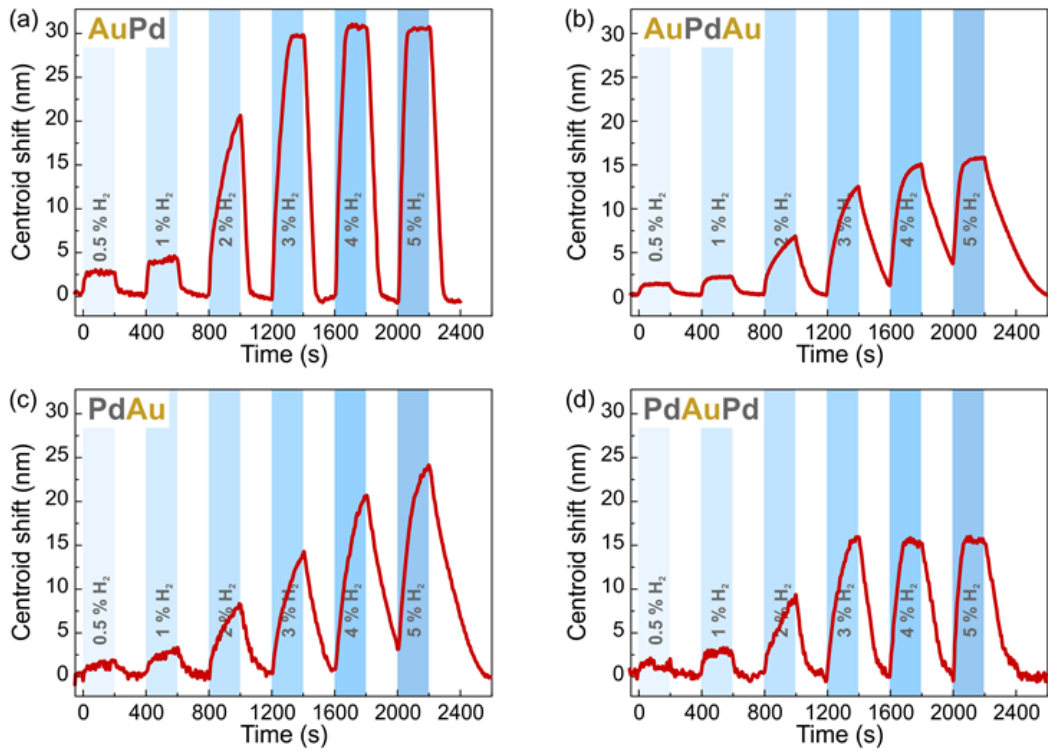 (a)
AuPd
Centroid shift (nm)
30
25
20
15
10
5
0
0.5 % H₂
1 % H₂
2 % H₂
3 % H₂
4 % H₂
5 % H₂
0 400 800 1200 1600 2000 2400
Time (s)
(b)
AuPdAu
Centroid shift (nm)
30
25
20
15
10
5
0
0.5 % H₂
1 % H₂
2 % H₂
3 % H₂
4 % H₂
5 % H₂
0 400 800 1200 1600 2000 2400
Time (s)
(c)
PdAu
Centroid shift (nm)
30
25
20
15
10
5
0
0.5 % H₂
1 % H₂
2 % H₂
3 % H₂
4 % H₂
5 % H₂
0 400 800 1200 1600 2000 2400
Time (s)
(d)
PdAuPd
Centroid shift (nm)
30
25
20
15
10
5
0
0.5 % H₂
1 % H₂
2 % H₂
3 % H₂
4 % H₂
5 % H₂
0 400 800 1200 1600 2000 2400
Time (s)